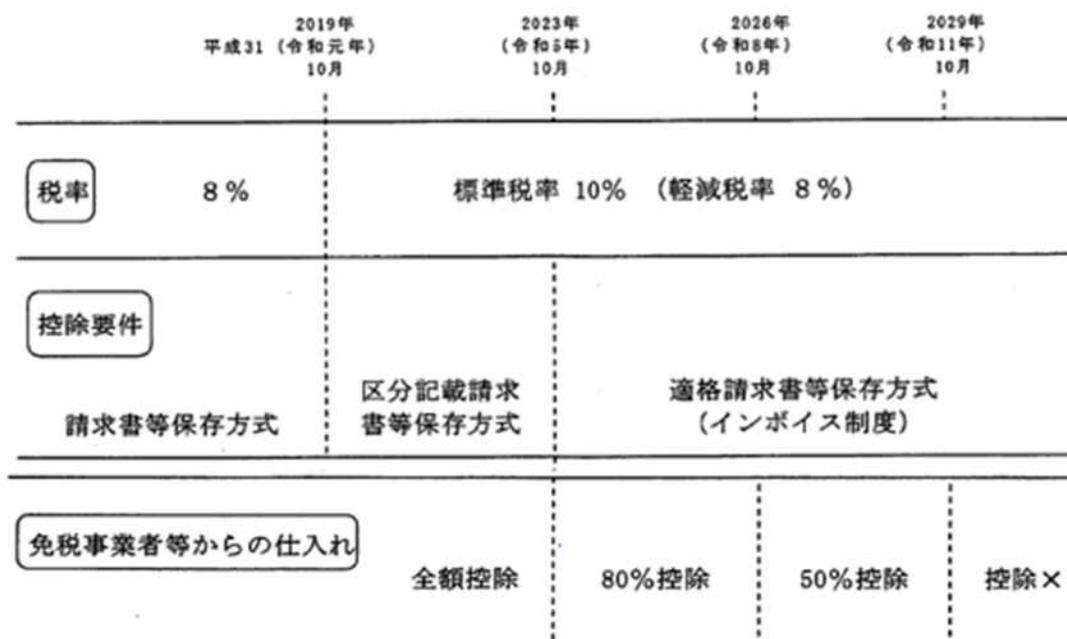 2019年
平成31（令和元年）
10月
2023年
（令和5年）
10月
2026年
（令和8年）
10月
2029年
（令和11年）
10月
税率
8％
標準税率 10％ （軽減税率 8％）
控除要件
請求書等保存方式
区分記載請求
書等保存方式
適格請求書等保存方式
（インボイス制度）
免税事業者等からの仕入れ
全額控除
80％控除
50％控除
控除×